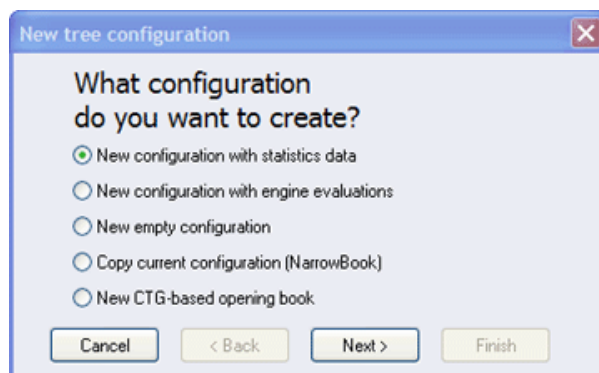 New tree configuration
What configuration
do you want to create?
New configuration with statistics data
New configuration with engine evaluations
New empty configuration
Copy current configuration (NarrowBook)
New CTG-based opening book
Cancel < Back Next > Finish